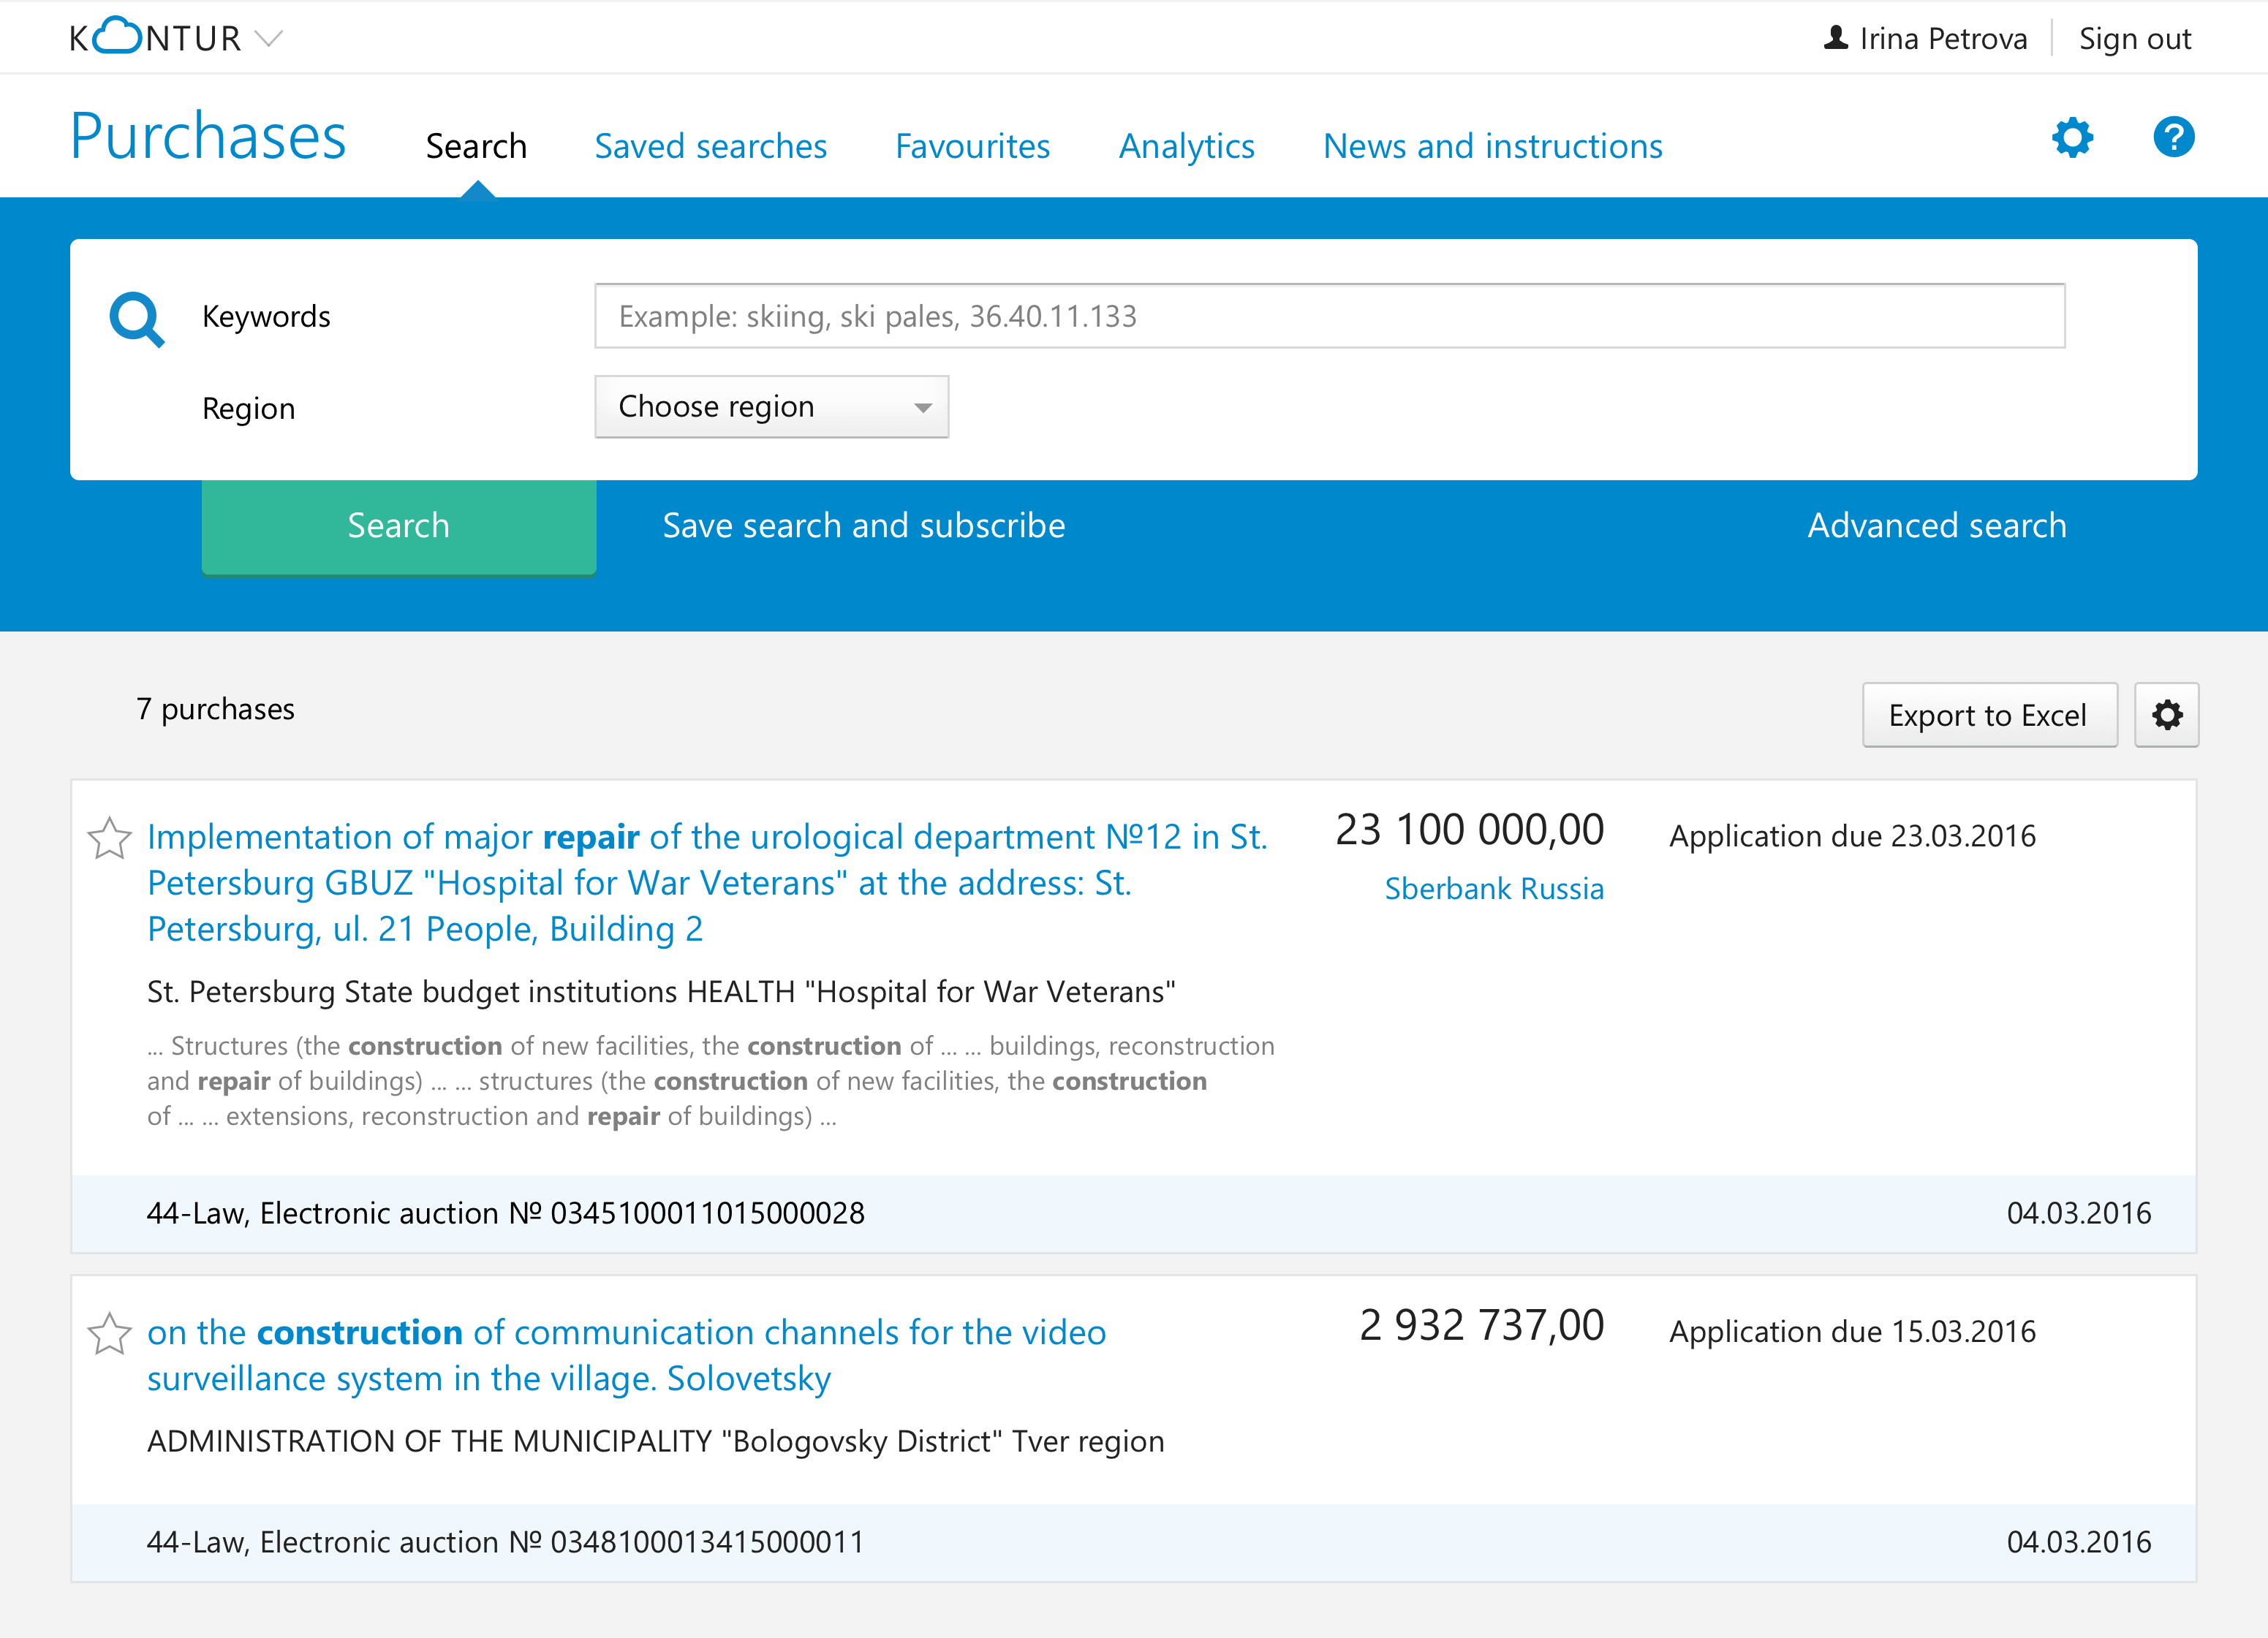 KONTUR
Irina Petrova
Sign out
Purchases
Search
Saved searches
Favourites
Analytics
News and instructions
?
Keywords
Example: skiing, ski pales, 36.40.11.133
Region
Choose region
Search
Save search and subscribe
Advanced search
7 purchases
Export to Excel
Implementation of major repair of the urological department №12 in St.
Petersburg GBUZ "Hospital for War Veterans" at the address: St.
Petersburg, ul. 21 People, Building 2
23 100 000,00
Sberbank Russia
Application due 23.03.2016
St. Petersburg State budget institutions HEALTH "Hospital for War Veterans"
... Structures (the construction of new facilities, the construction of ... ... buildings, reconstruction
and repair of buildings) ... ... structures (the construction of new facilities, the construction
of ... ... extensions, reconstruction and repair of buildings) ...
44-Law, Electronic auction № 0345100011015000028
04.03.2016
on the construction of communication channels for the video
surveillance system in the village. Solovetsky
2 932 737,00
Application due 15.03.2016
ADMINISTRATION OF THE MUNICIPALITY "Bologovsky District" Tver region
44-Law, Electronic auction № 0348100013415000011
04.03.2016